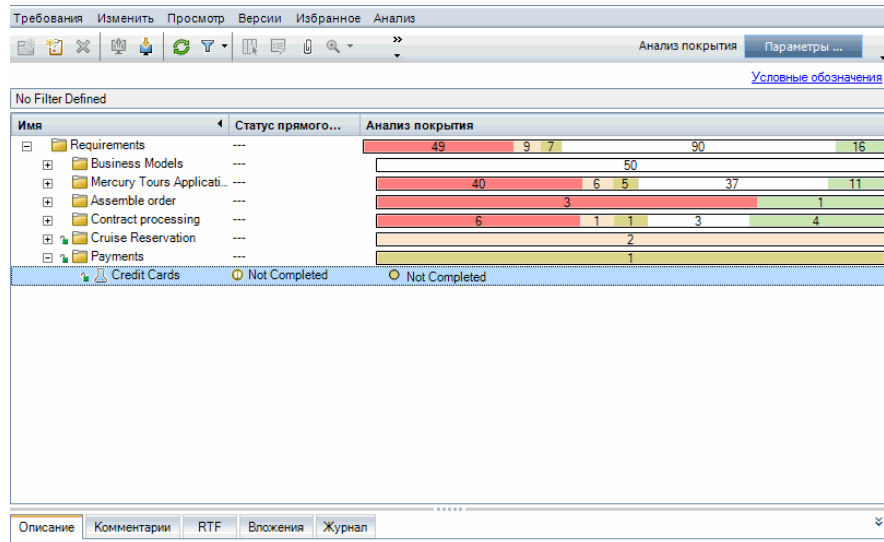 Требования Изменить Просмотр Версии Избранное Анализ
» Анализ покрытия Параметры ...
Условные обозначения
No Filter Defined
Имя Статус прямого... Анализ покрытия
Requirements --- 49 9 7 90 16
Business Models --- 50
Mercury Tours Applicati... --- 40 6 5 37 11
Assemble order --- 3 1
Contract processing --- 6 1 1 3 4
Cruise Reservation --- 2
Payments --- 1
Credit Cards Not Completed Not Completed
Описание Комментарии RTF Вложения Журнал